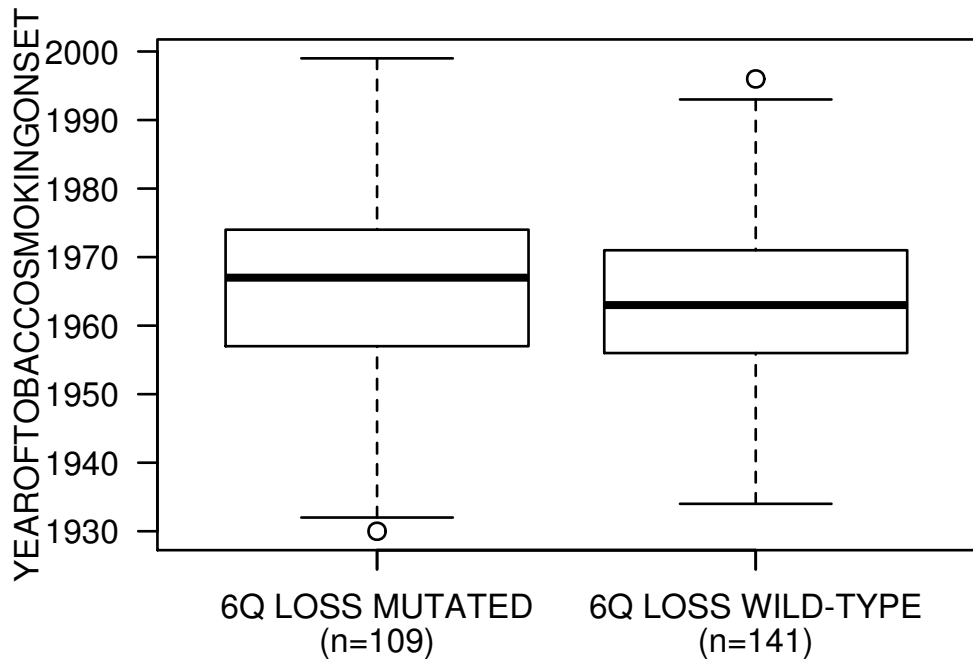 YEAROFTOBACCOSMOKINGONSET
2000
1990
1980
1970
1960
1950
1940
1930
6Q LOSS MUTATED
(n=109)
6Q LOSS WILD-TYPE
(n=141)